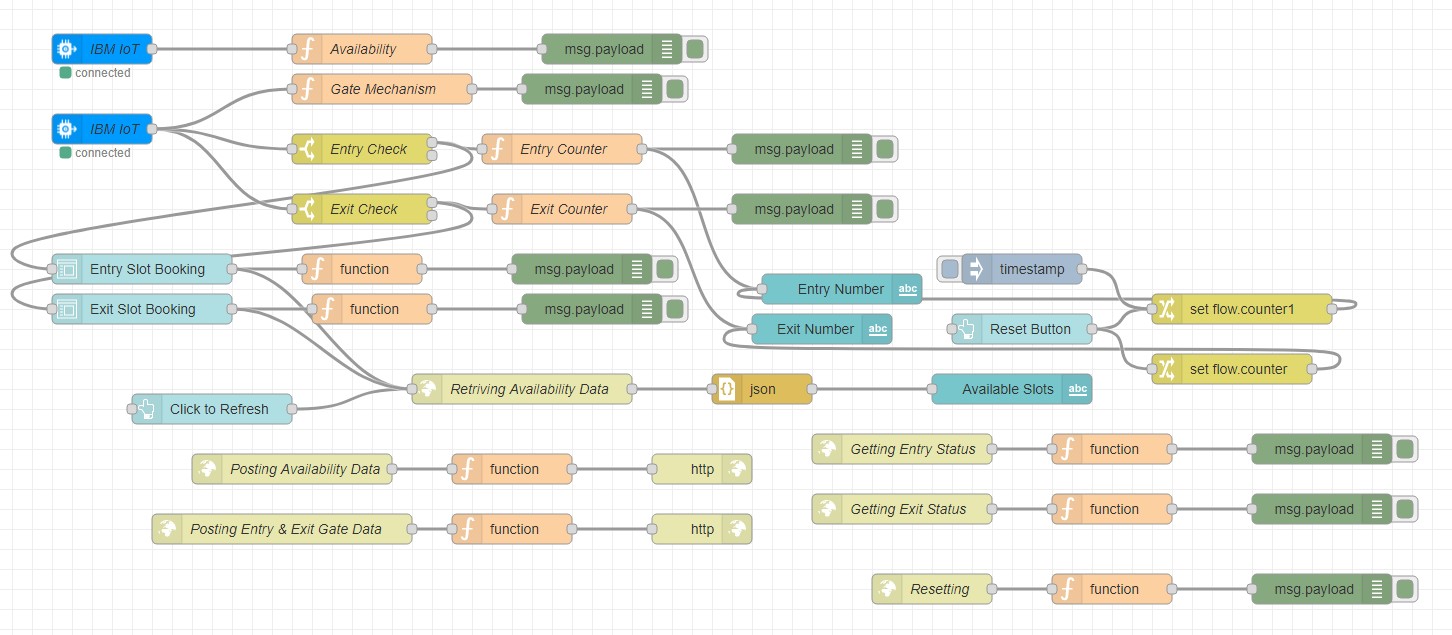 IBM IoT
Availability
msg.payload
connected
Gate Mechanism
msg.payload
IBM IoT
connected
Entry Check
Entry Counter
msg.payload
Exit Check
Exit Counter
msg.payload
Entry Slot Booking
function
msg.payload
timestamp
Entry Number abc
Exit Slot Booking
function
msg.payload
set flow.counter1
Exit Number abc
Reset Button
set flow.counter
Retriving Availability Data
json
Available Slots abc
Click to Refresh
Getting Entry Status
function
msg.payload
Posting Availability Data
function
http
Getting Exit Status
function
msg.payload
Posting Entry & Exit Gate Data
function
http
Resetting
function
msg.payload